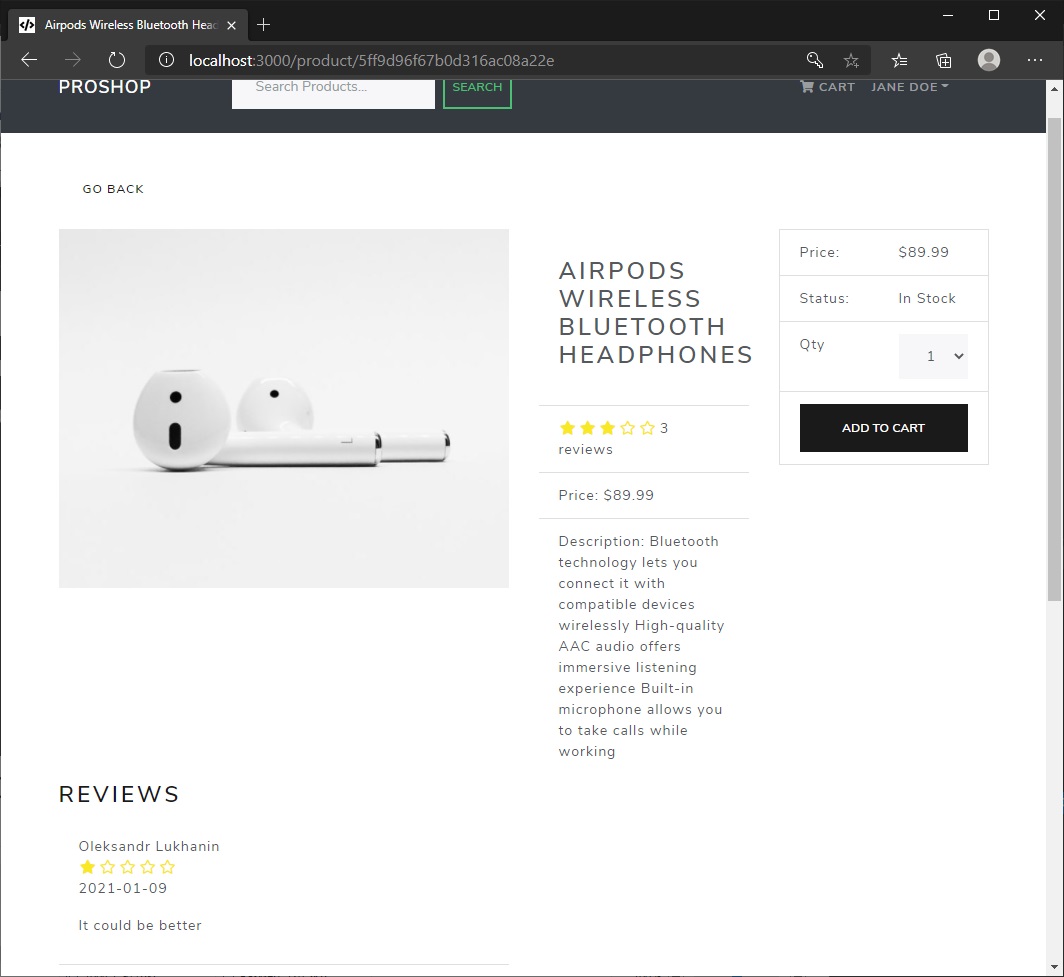 Airpods Wireless Bluetooth Head
localhost:3000/product/5ff9d96f67b0d316ac08a22e
PROSHOP
Search Products...
SEARCH
CART
JANE DOE
GO BACK
AIRPODS
WIRELESS
BLUETOOTH
HEADPHONES
3
reviews
Price: $89.99
Description: Bluetooth
technology lets you
connect it with
compatible devices
wirelessly High-quality
AAC audio offers
immersive listening
experience Built-in
microphone allows you
to take calls while
working
Price: $89.99
Status: In Stock
Qty 1
ADD TO CART
REVIEWS
Oleksandr Lukhanin
2021-01-09
It could be better